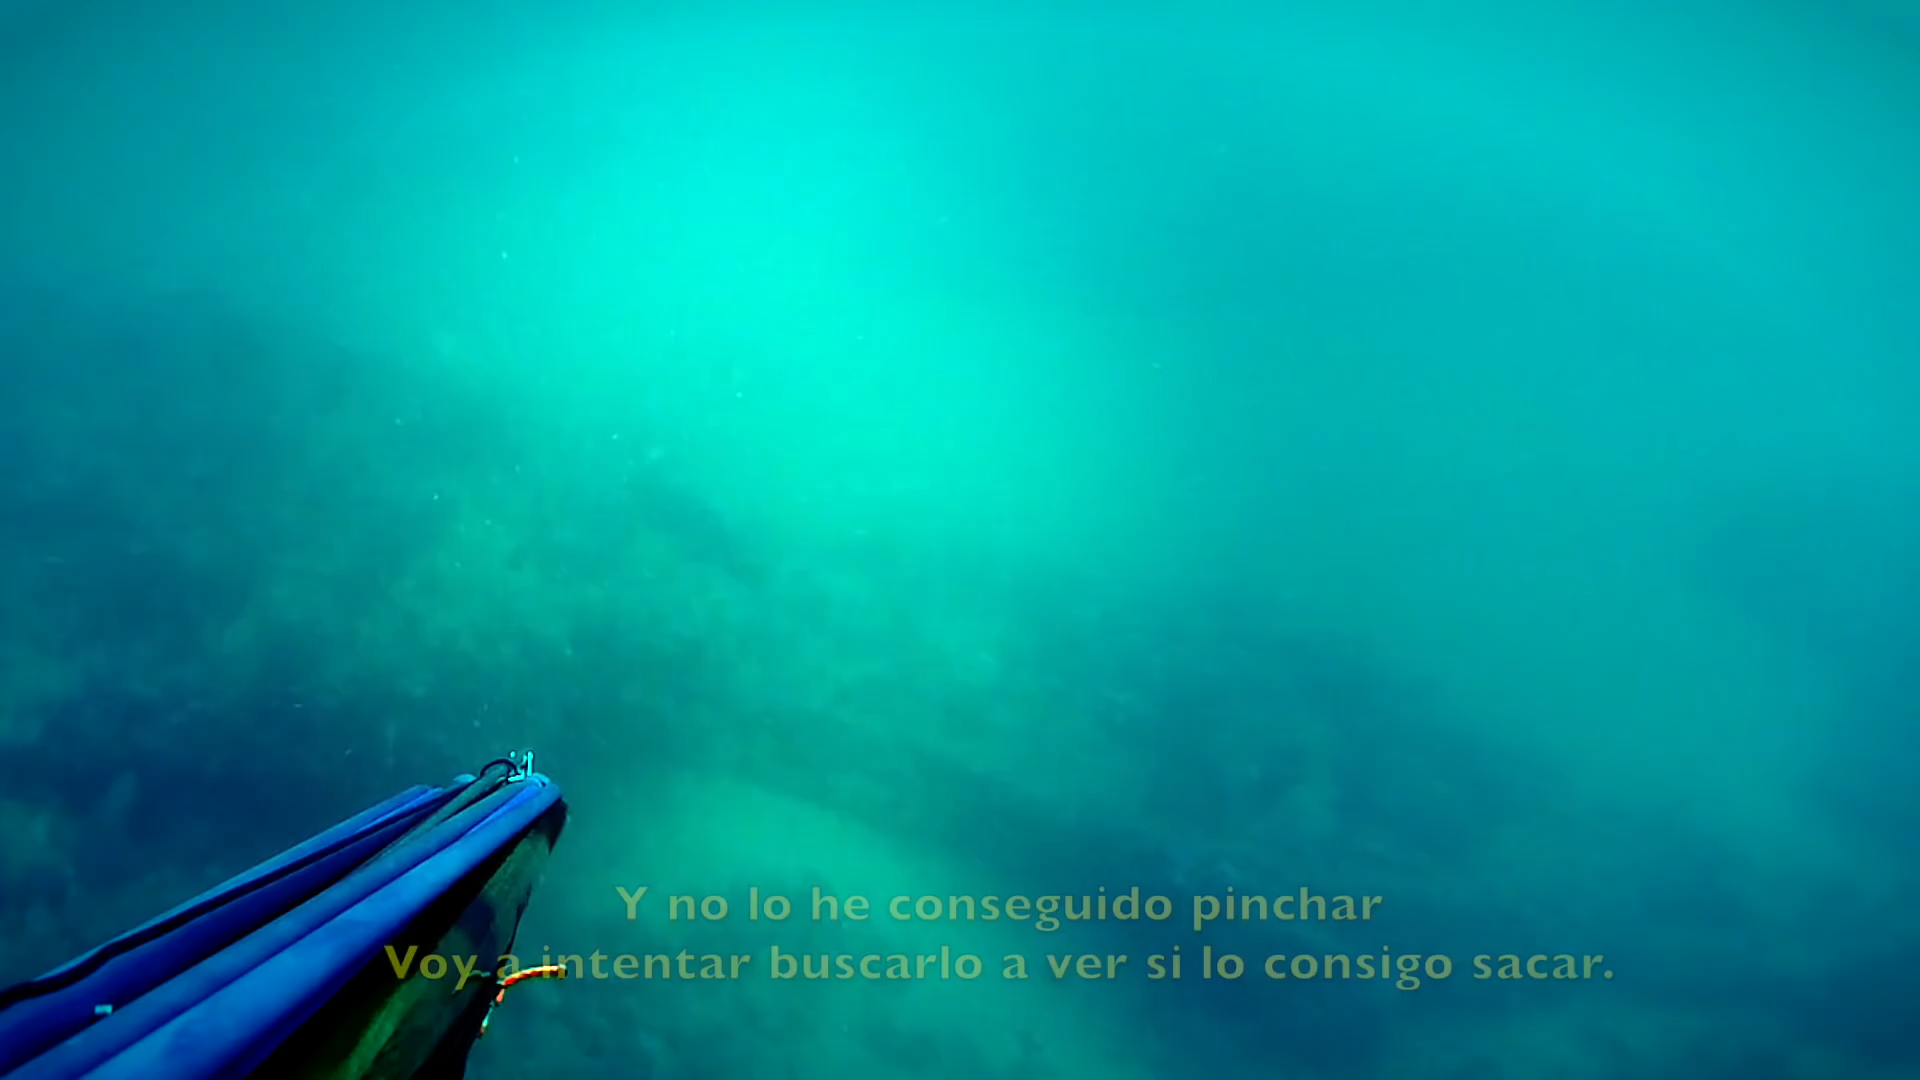 Y no lo he conseguido pinchar
Voy a intentar buscarlo a ver si lo consigo sacar.